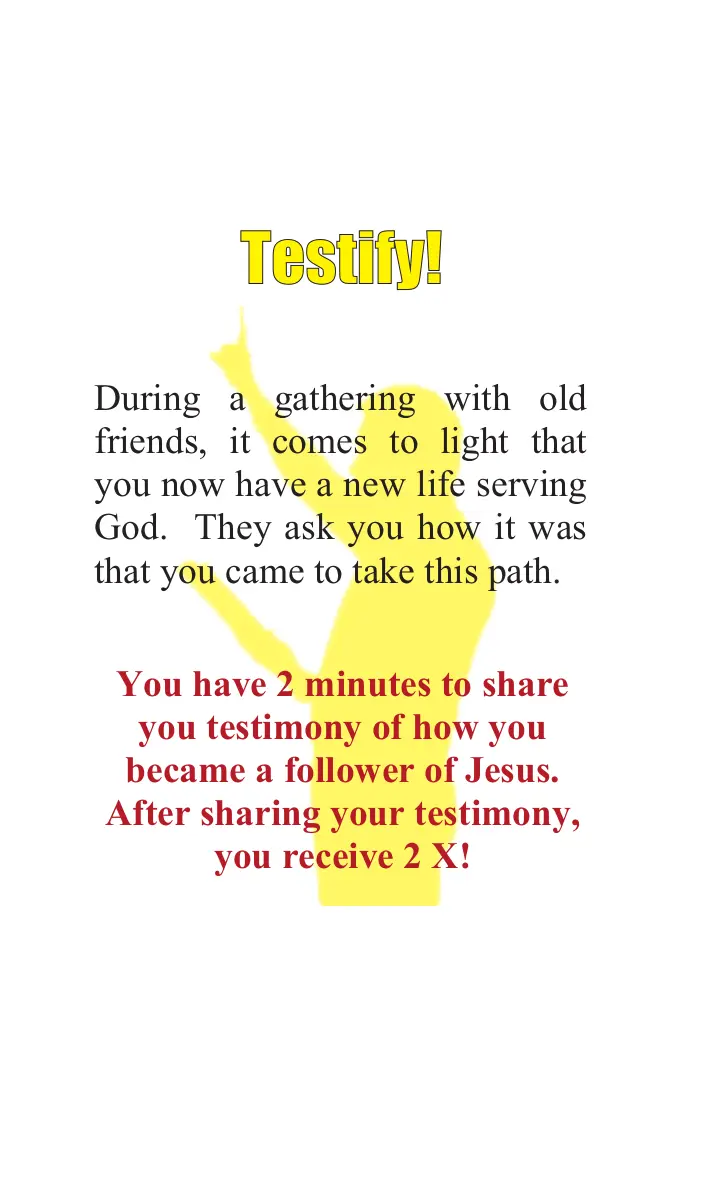 Testify!
During a gathering with old
friends, it comes to light that
you now have a new life serving
God. They ask you how it was
that you came to take this path.
You have 2 minutes to share
you testimony of how you
became a follower of Jesus.
After sharing your testimony,
you receive 2 X!